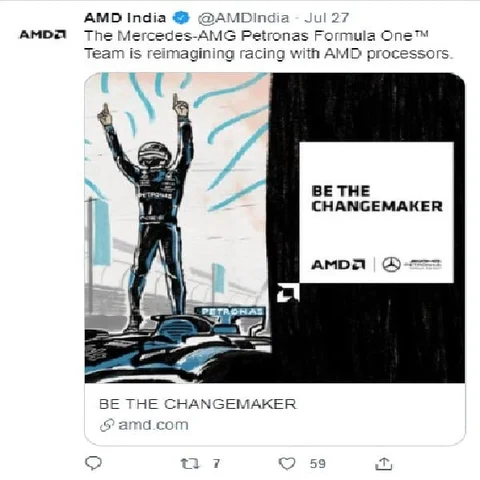 AMD India @AMDIndia · Jul 27
AMD
The Mercedes-AMG Petronas Formula One™
Team is reimagining racing with AMD processors.
PETRONAS
BE THE
CHANGEMAKER
AMD
PETRONAS
BE THE CHANGEMAKER
amd.com
7
59